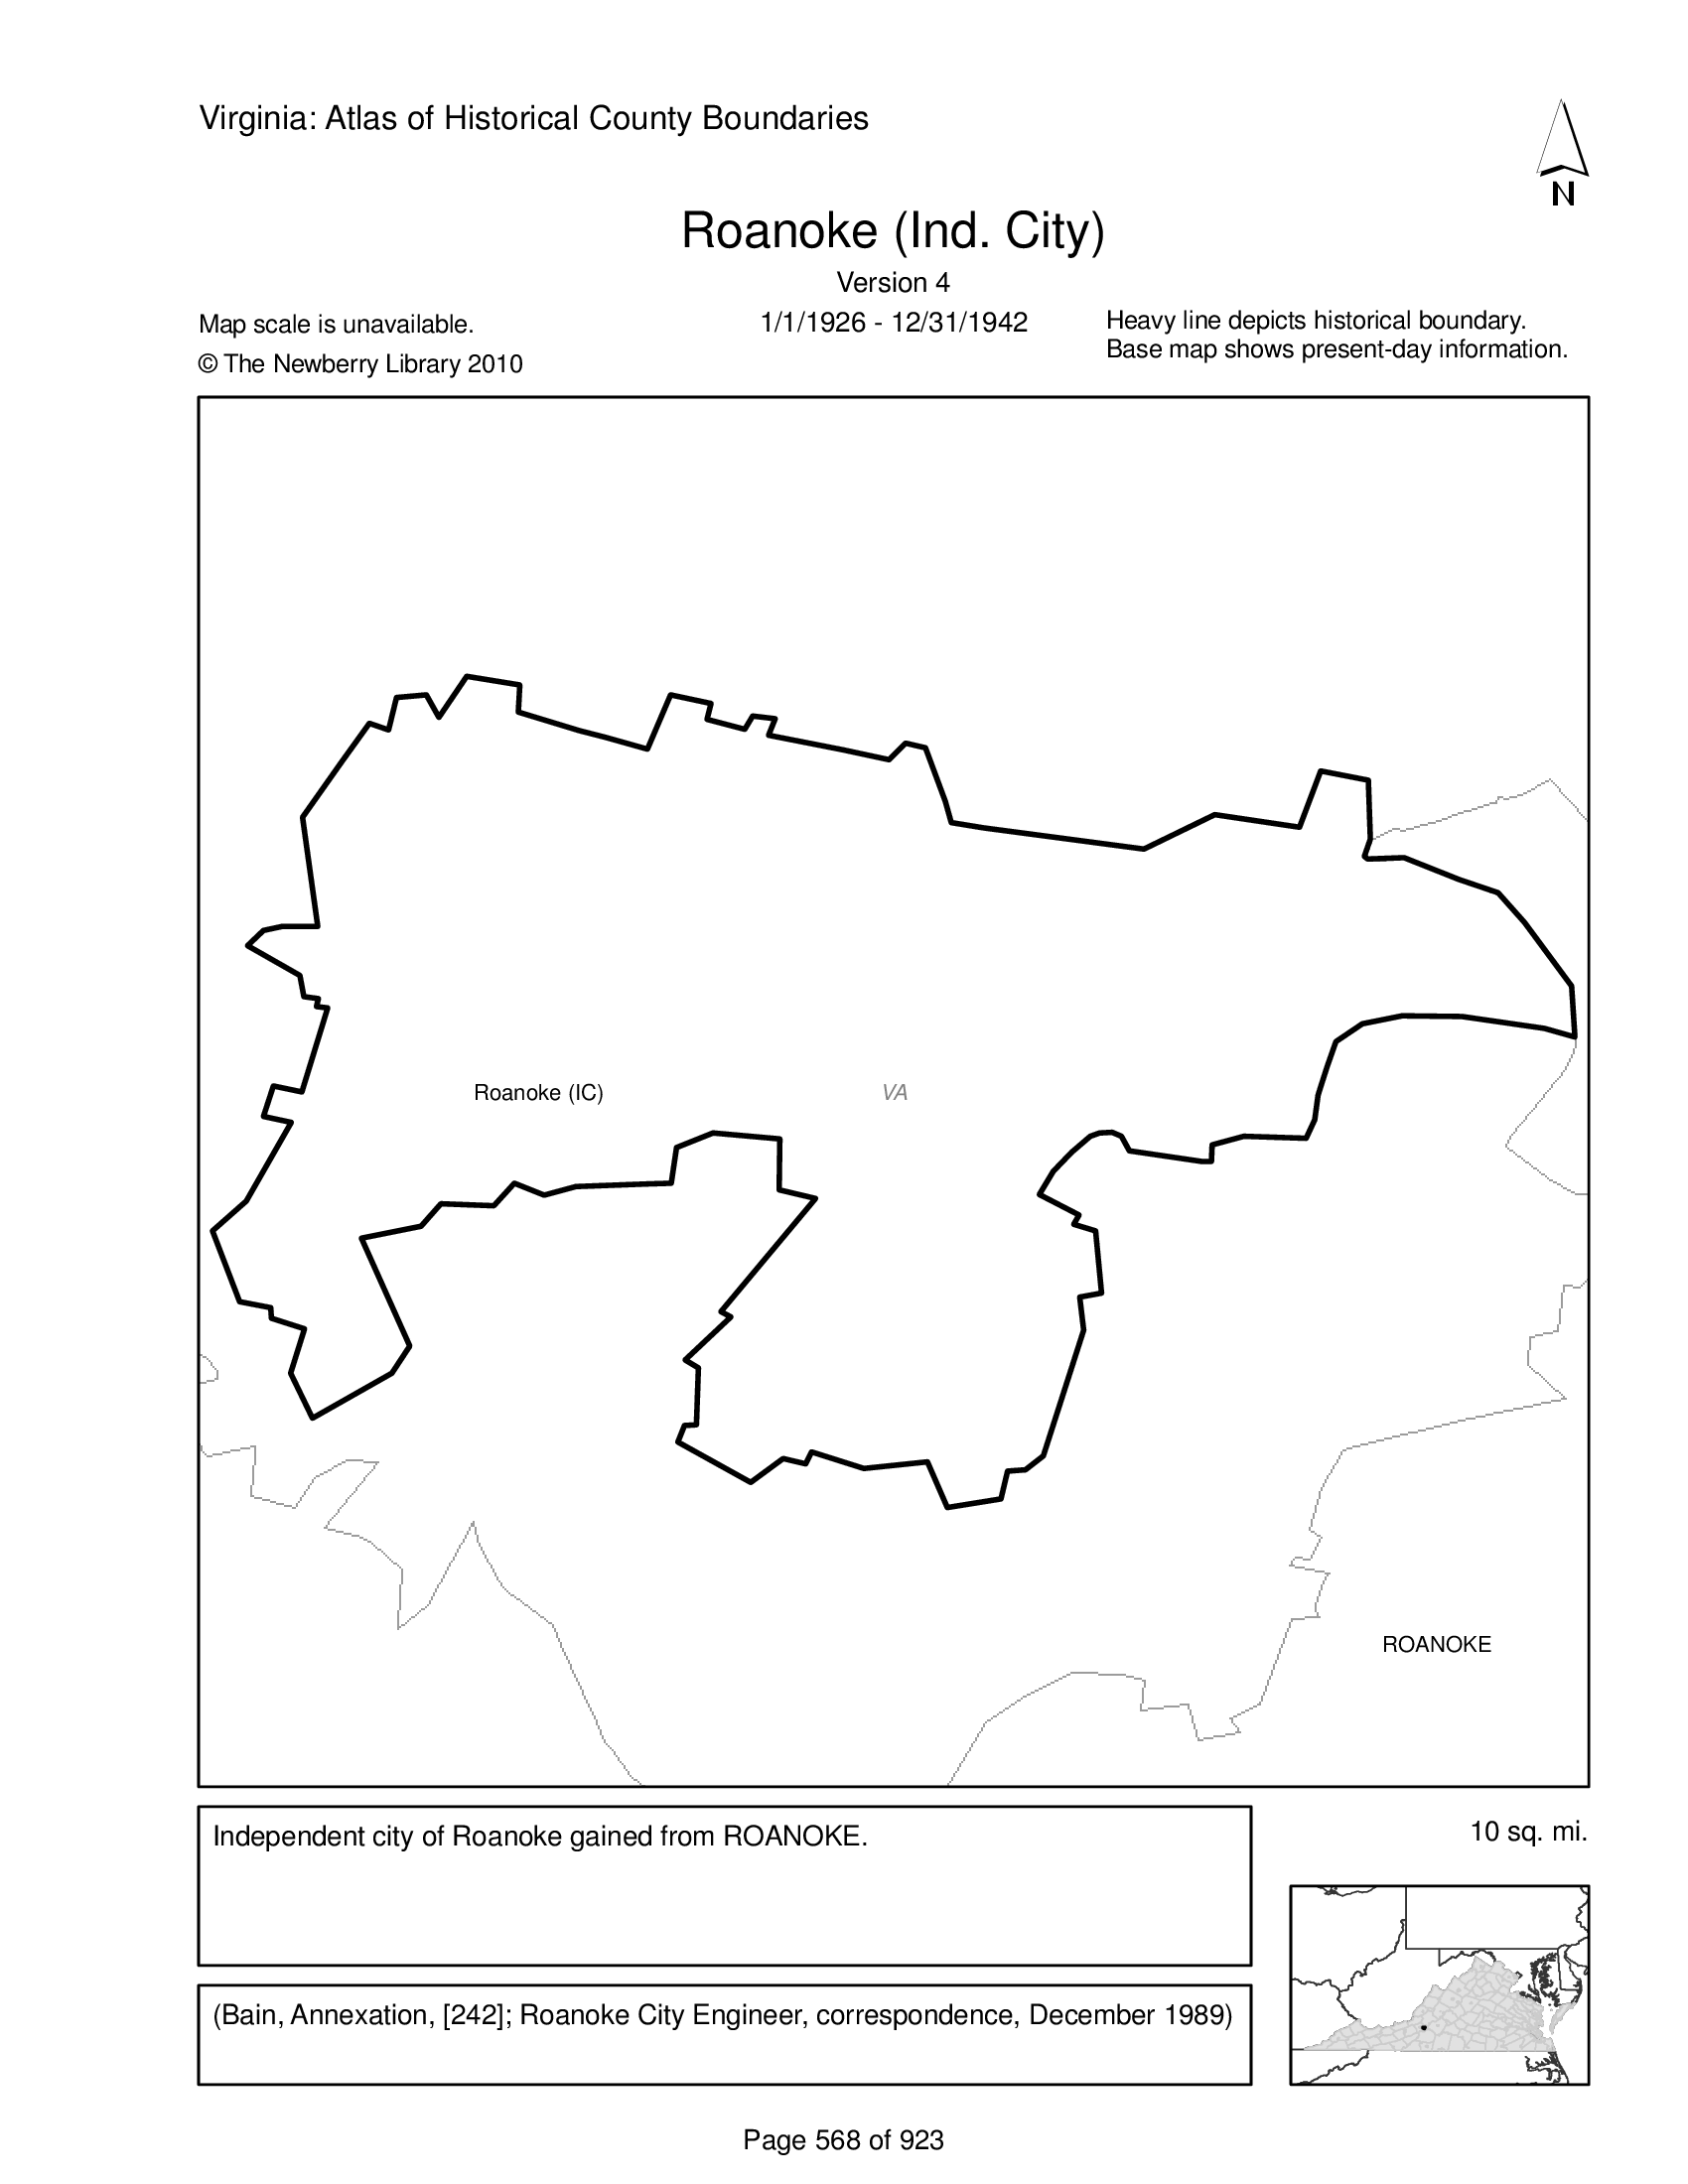 Virginia: Atlas of Historical County Boundaries
N
Roanoke (Ind. City)
Version 4
Map scale is unavailable.
1/1/1926 - 12/31/1942
Heavy line depicts historical boundary.
© The Newberry Library 2010
Base map shows present-day information.
Roanoke (IC)
VA
ROANOKE
Independent city of Roanoke gained from ROANOKE.
10 sq. mi.
(Bain, Annexation, [242]; Roanoke City Engineer, correspondence, December 1989)
Page 568 of 923